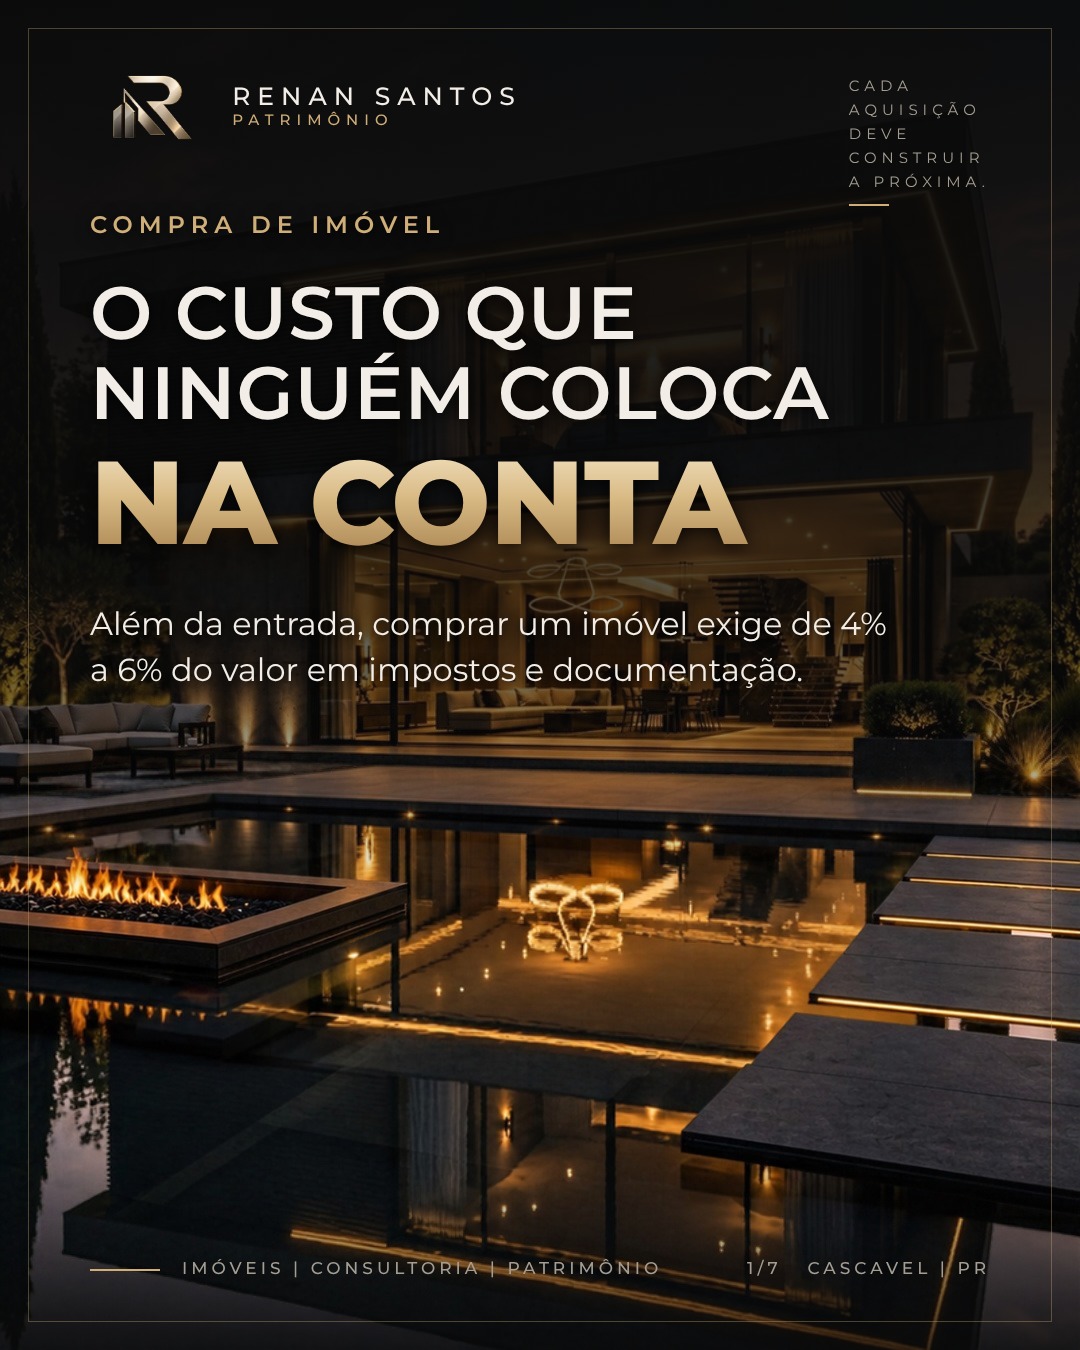 RENAN SANTOS
PATRIMÔNIO
CADA
AQUISIÇÃO
DEVE
CONSTRUIR
A PRÓXIMA.
COMPRA DE IMÓVEL
O CUSTO QUE
NINGUÉM COLOCA
NA CONTA
Além da entrada, comprar um imóvel exige de 4%
a 6% do valor em impostos e documentação.
IMÓVEIS | CONSULTORIA | PATRIMÔNIO
1/7 CASCAVEL | PR